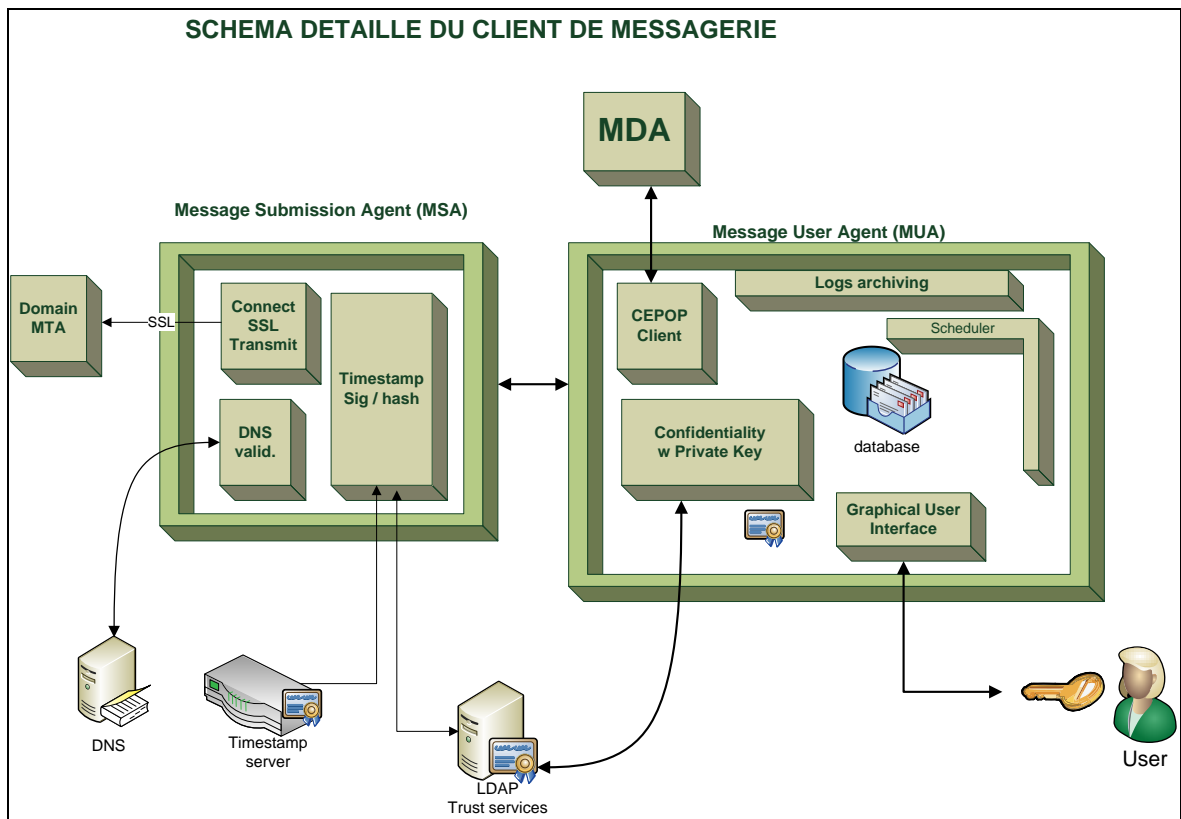 SCHEMA DETAILLE DU CLIENT DE MESSAGERIE
MDA
Message Submission Agent (MSA)
Message User Agent (MUA)
Domain
MTA
SSL
Connect
SSL
Transmit
Timestamp
Sig / hash
DNS
valid.
CEPOP
Client
Logs archiving
Scheduler
database
Confidentiality
w Private Key
Graphical User
Interface
DNS
Timestamp
server
LDAP
Trust services
User